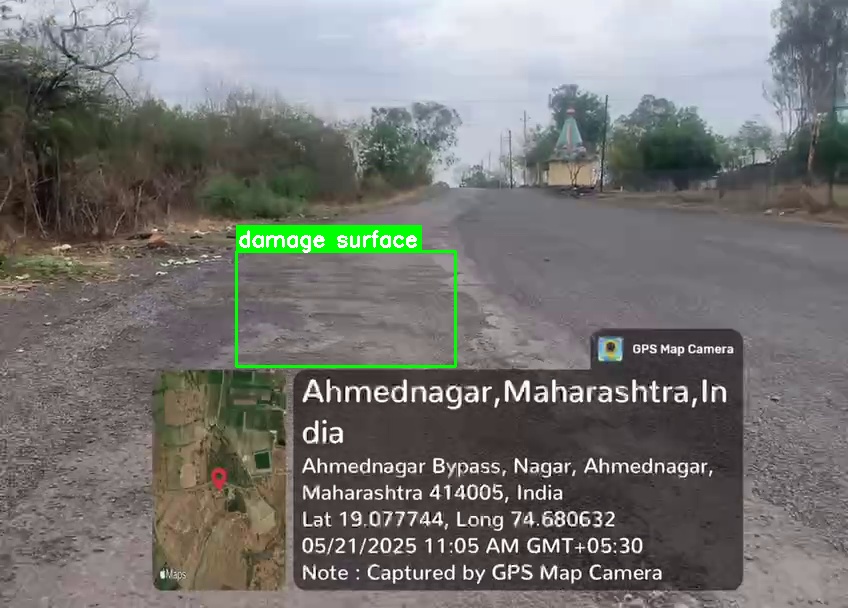 damage surface
GPS Map Camera
Ahmednagar,Maharashtra,In
dia
Ahmednagar Bypass, Nagar, Ahmednagar,
Maharashtra 414005, India
Lat 19.077744, Long 74.680632
05/21/2025 11:05 AM GMT+05:30
Note : Captured by GPS Map Camera
Maps